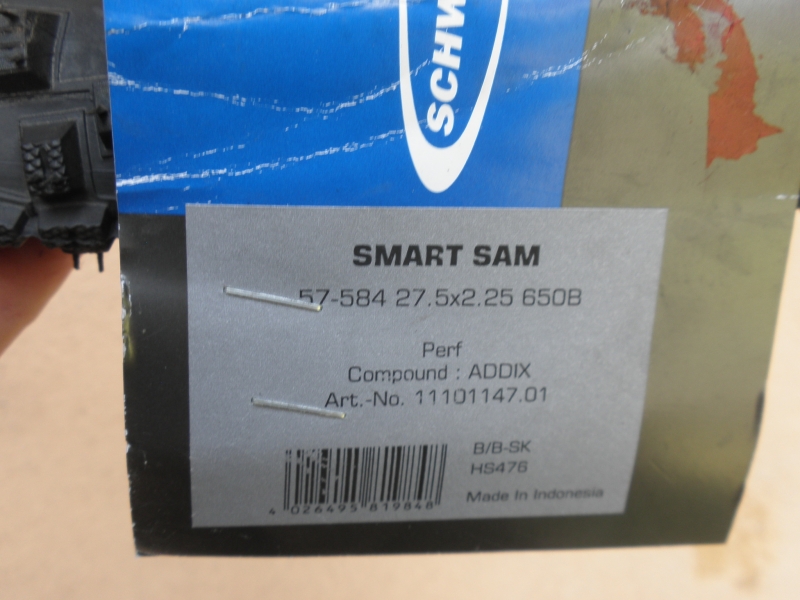 SCHW
SMART SAM
57-584 27.5x2.25 650B
Perf
Compound : ADDIX
Art.-No. 11101147.01
B/B-SK
HS476
Made In Indonesia
4 026495 819848